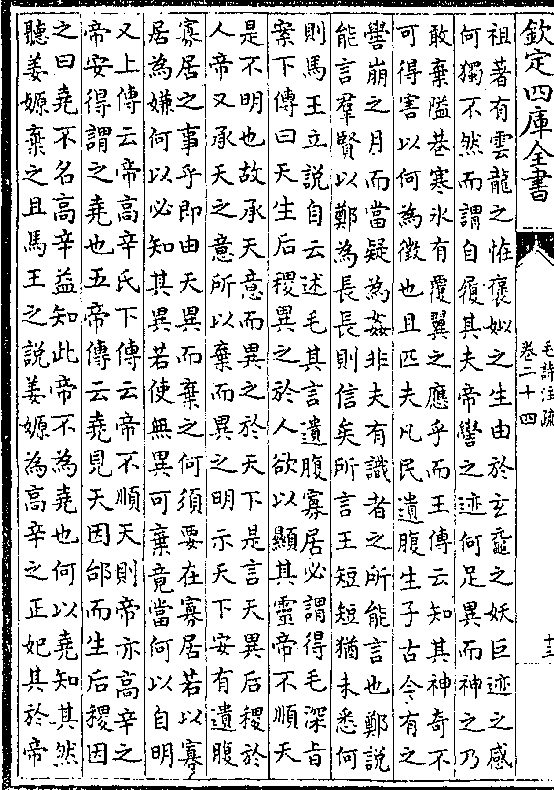 欽定四庫全書
毛詩注疏
卷二十四
十三
祖著有雲龍之恠襃姒之生由於玄黿之妖巨迹之感
何獨不然而謂自履其夫帝嚳之迹何足異而神之乃
敢棄隘巷寒氷有覆翼之應乎而王傳云知其神奇不
可得害以何為徵也且匹夫凡民遺腹生子古今有之
嚳崩之月而當疑為姦非夫有識者之所能言也鄭說
能言羣賢以鄭為長長則信矣所言王短短猶未悉何
則馬王立說自云述毛其言遺腹寡居必謂得毛深旨
案下傳曰天生后稷異之於人欲以顯其靈帝不順天
是不明也故承天意而異之於天下是言天異后稷於
人帝又承天之意所以棄而異之明示天下安有遺腹
寡居之事乎即由天異而棄之何須要在寡居若以寡
居為嫌何以必知其異若使無異可棄竟當何以自明
又上傳云帝高辛氏下傳云帝不順天則帝亦高辛之
帝安得謂之堯也五帝傳云堯見天因邰而生后稷因
之曰堯不名高辛益知此帝不為堯也何以堯知其然
聽姜嫄棄之且馬王之說姜嫄為高辛之正妃其於帝